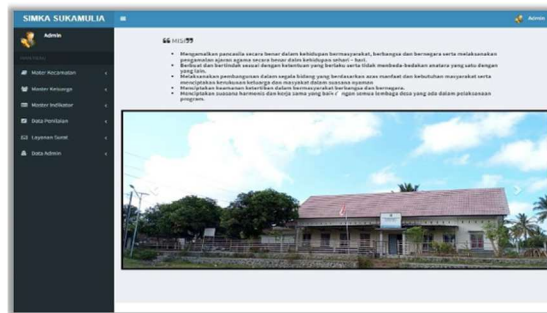 SIMKA SUKAMULIA
Admin
Admin
Mater Kecamatan
Master Keluarga
Master Indikator
Data Penilaian
Layanan Surat
Data Admin
MISI
Mengamalkan pancasila secara benar dalam kehidupan bermasyarakat, berbangsa dan bernegara serta melaksanakan
pengamalan ajaran agama secara benar dalam kehidupan sehari - hari.
Berbuat dan bertindak sesuai dengan ketentuan yang berlaku serta tidak membeda-bedakan anatara yang satu dengan
yang lain.
Melaksanakan pembangunan dalam segala bidang yang berdasarkan asas manfaat dan kebutuhan masyarakat serta
menciptakan kerukunan keluarga dan masyakat dalam suasana nyaman
Menciptakan keamanan ketertiban dalam bermasyarakat berbangsa dan bernegara.
Menciptakan suasana harmonis dan kerja sama yang baik ngan semua lembaga desa yang ada dalam pelaksanaan
program.